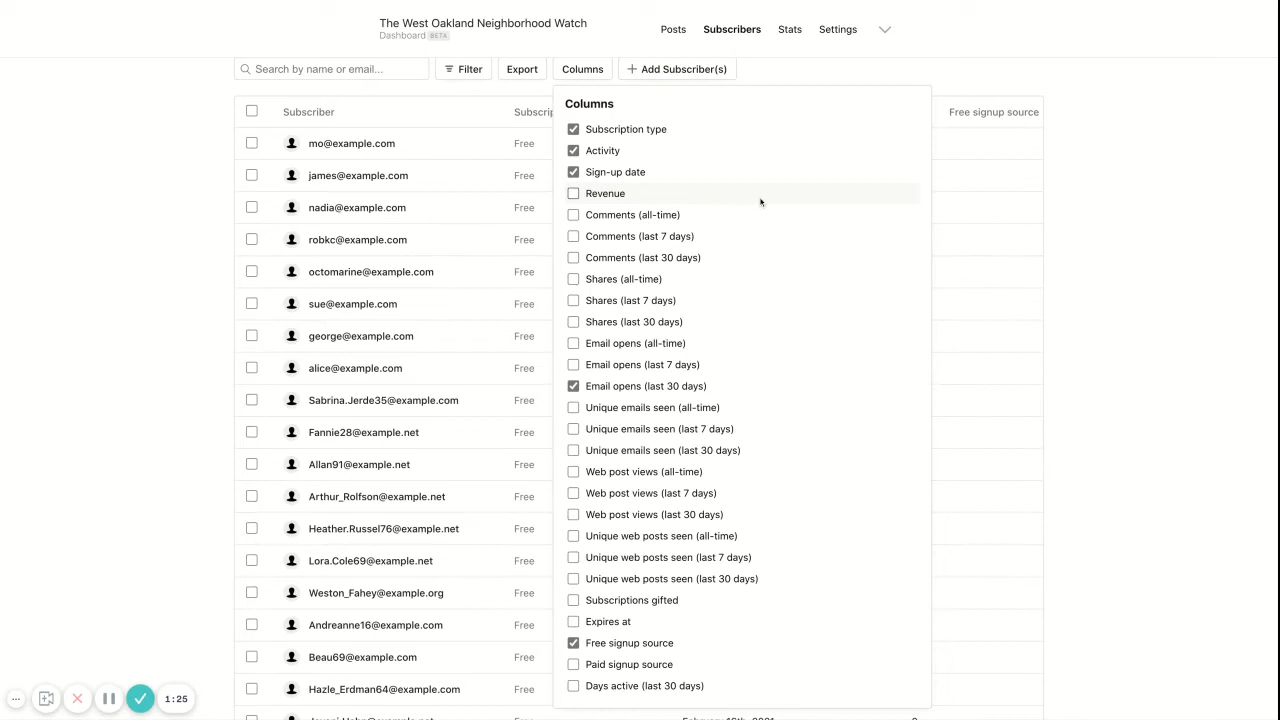 The West Oakland Neighborhood Watch
Dashboard BETA
Posts
Subscribers
Stats
Settings
Search by name or email...
Filter
Export
Columns
Add Subscriber(s)
Subscriber
Subscrip
Free signup source
mo@example.com Free
james@example.com Free
nadia@example.com Free
robkc@example.com Free
octomarine@example.com Free
sue@example.com Free
george@example.com Free
alice@example.com Free
Sabrina.Jerde35@example.com Free
Fannie28@example.net Free
Allan91@example.net Free
Arthur_Rolfson@example.net Free
Heather.Russel76@example.net Free
Lora.Cole69@example.net Free
Weston_Fahey@example.org Free
Andreanne16@example.com Free
Beau69@example.com Free
Hazle_Erdman64@example.com Free
Columns
Subscription type
Activity
Sign-up date
Revenue
Comments (all-time)
Comments (last 7 days)
Comments (last 30 days)
Shares (all-time)
Shares (last 7 days)
Shares (last 30 days)
Email opens (all-time)
Email opens (last 7 days)
Email opens (last 30 days)
Unique emails seen (all-time)
Unique emails seen (last 7 days)
Unique emails seen (last 30 days)
Web post views (all-time)
Web post views (last 7 days)
Web post views (last 30 days)
Unique web posts seen (all-time)
Unique web posts seen (last 7 days)
Unique web posts seen (last 30 days)
Subscriptions gifted
Expires at
Free signup source
Paid signup source
Days active (last 30 days)
1:25